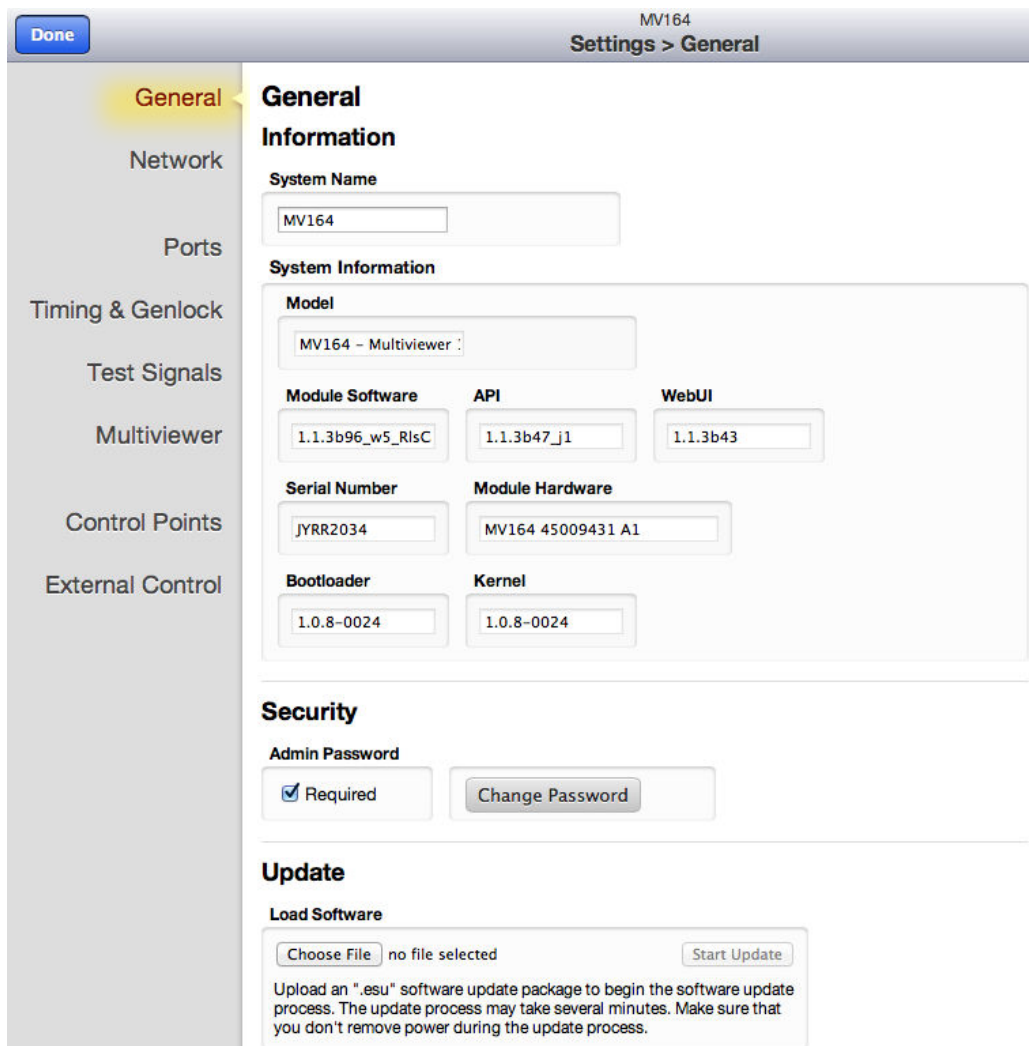 MV164
Done
Settings > General
General
Network
Ports
Timing & Genlock
Test Signals
Multiviewer
Control Points
External Control
General
Information
System Name
MV164
System Information
Model
MV164 - Multiviewer
Module Software API WebUI
1.1.3b96_w5_RlsC 1.1.3b47_j1 1.1.3b43
Serial Number Module Hardware
JYRR2034 MV164 45009431 A1
Bootloader Kernel
1.0.8-0024 1.0.8-0024
Security
Admin Password
Required Change Password
Update
Load Software
Choose File no file selected Start Update
Upload an ".esu" software update package to begin the software update
process. The update process may take several minutes. Make sure that
you don't remove power during the update process.